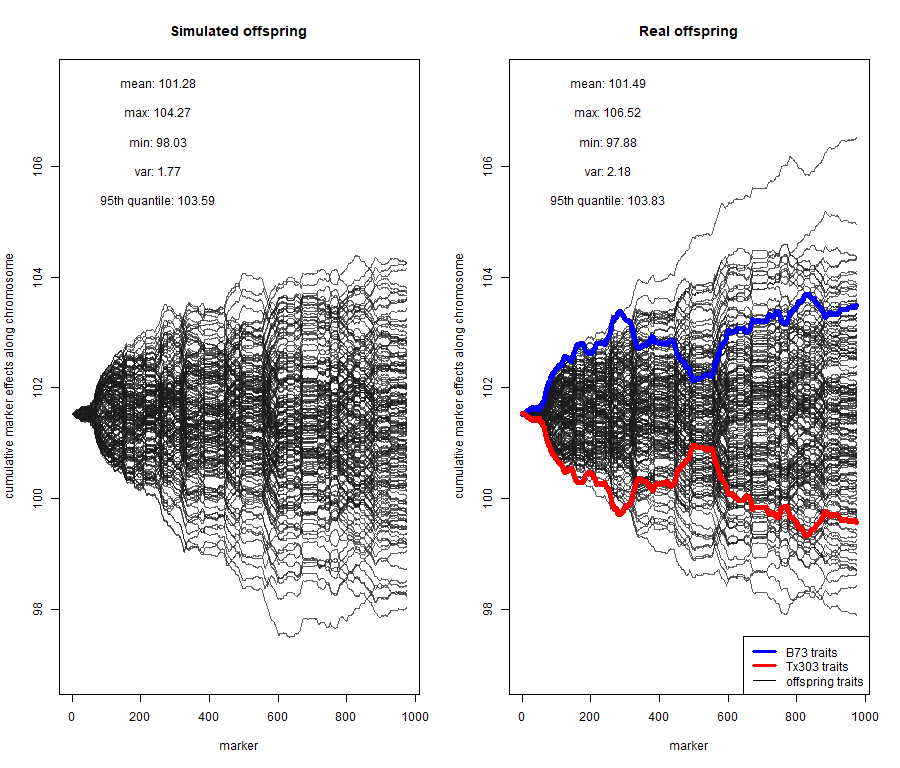 Simulated offspring
mean: 101.28
max: 104.27
min: 98.03
var: 1.77
95th quantile: 103.59
cumulative marker effects along chromosome
106
104
102
100
98
0 200 400 600 800 1000
marker
Real offspring
mean: 101.49
max: 106.52
min: 97.88
var: 2.18
95th quantile: 103.83
cumulative marker effects along chromosome
106
104
102
100
98
B73 traits
Tx303 traits
offspring traits
0 200 400 600 800 1000
marker